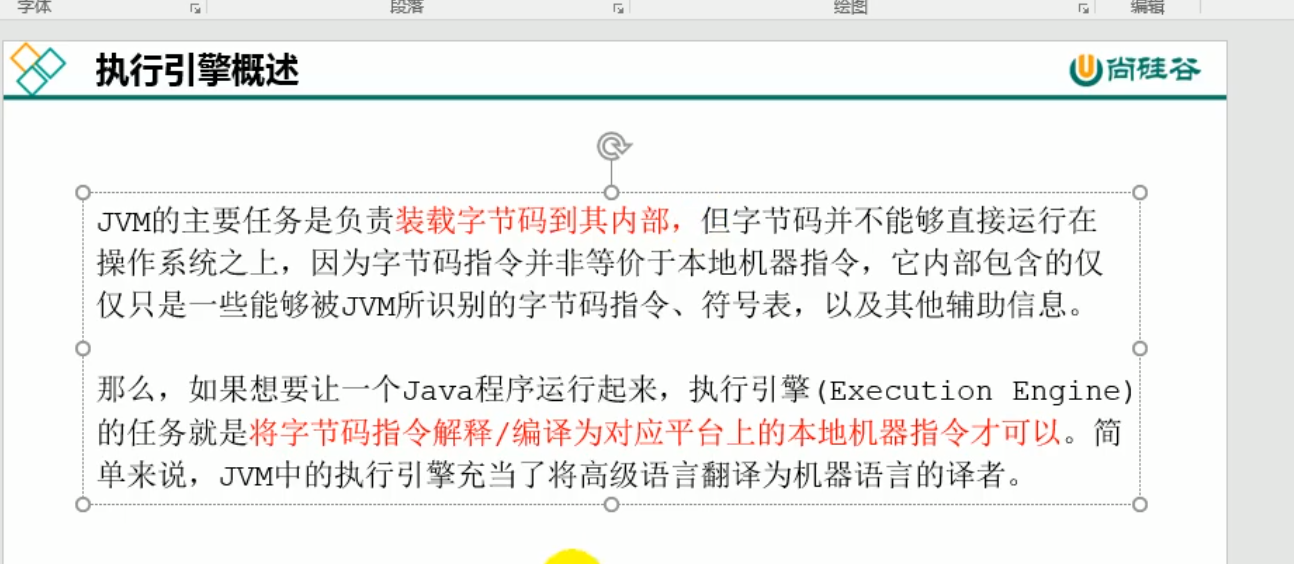 字体 段落 绘图 编辑
执行引擎概述
尚硅谷
JVM的主要任务是负责装载字节码到其内部，但字节码并不能够直接运行在
操作系统之上，因为字节码指令并非等价于本地机器指令，它内部包含的仅
仅只是一些能够被JVM所识别的字节码指令、符号表，以及其他辅助信息。
那么，如果想要让一个Java程序运行起来，执行引擎(Execution Engine)
的任务就是将字节码指令解释/编译为对应平台上的本地机器指令才可以。简
单来说，JVM中的执行引擎充当了将高级语言翻译为机器语言的译者。